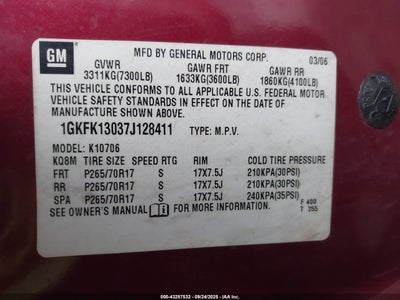 GM
MFD BY GENERAL MOTORS CORP. 03/06
GVWR GAWR FRT GAWR RR
3311KG(7300LB) 1633KG(3600LB) 1860KG(4100LB)
THIS VEHICLE CONFORMS TO ALL APPLICABLE U.S. FEDERAL MOTOR
VEHICLE SAFETY STANDARDS IN EFFECT ON THE DATE OF
MANUFACTURE SHOWN ABOVE.
1GKFK13037J128411 TYPE: M.P.V.
MODEL: K10706
KQ8M TIRE SIZE SPEED RTG RIM COLD TIRE PRESSURE
FRT P265/70R17 S 17X7.5J 210KPA(30PSI)
RR P265/70R17 S 17X7.5J 210KPA(30PSI)
SPA P265/70R17 S 17X7.5J 240KPA(35PSI)
SEE OWNER'S MANUAL FOR MORE INFORMATION
F 400
T 255
000-43257532 - 09/24/2025 - IAAI.COM